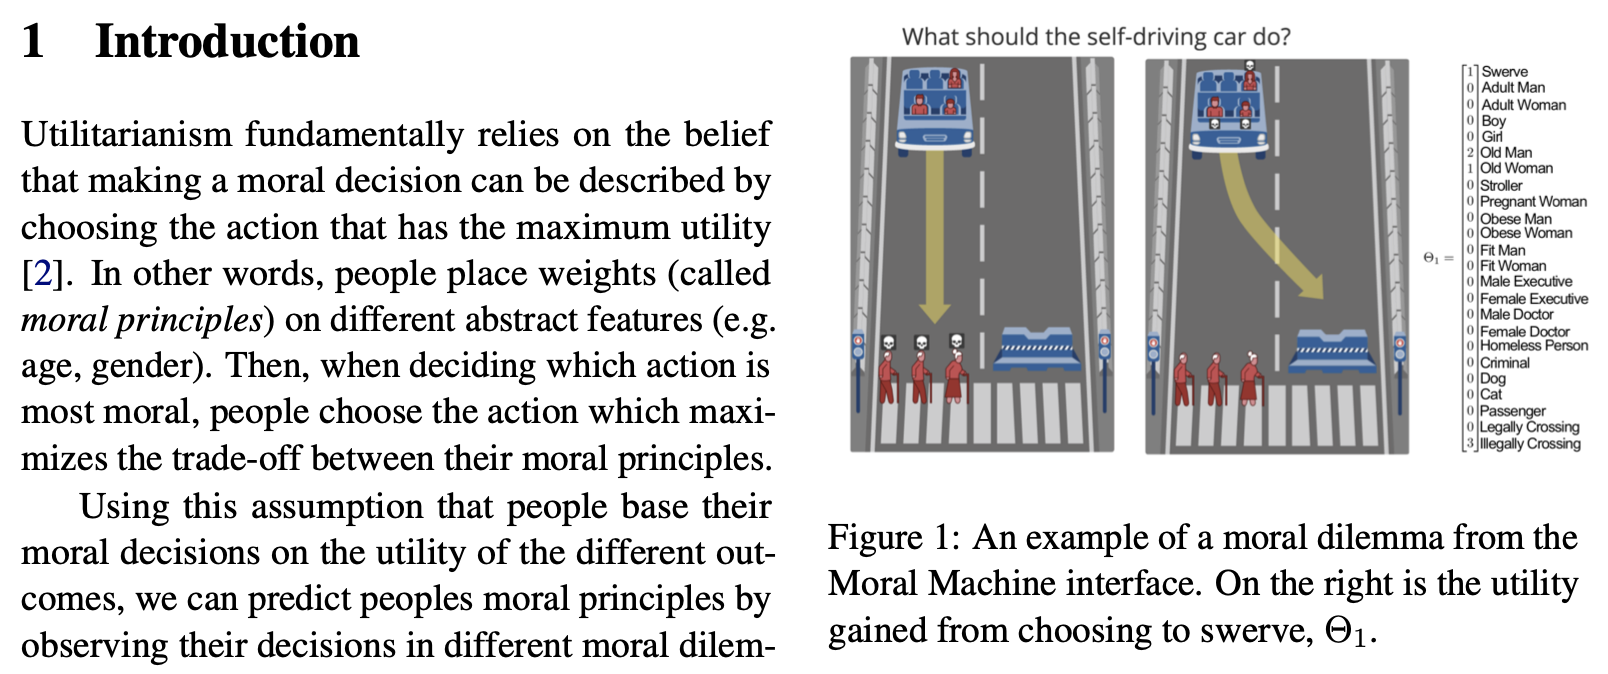 1 Introduction
Utilitarianism fundamentally relies on the belief
that making a moral decision can be described by
choosing the action that has the maximum utility
[2]. In other words, people place weights (called
moral principles) on different abstract features (e.g.
age, gender). Then, when deciding which action is
most moral, people choose the action which maxi-
mizes the trade-off between their moral principles.
Using this assumption that people base their
moral decisions on the utility of the different out-
comes, we can predict peoples moral principles by
observing their decisions in different moral dilem-
What should the self-driving car do?
Θ₁ =
1 Swerve
0 Adult Man
0 Adult Woman
0 Boy
0 Girl
2 Old Man
1 Old Woman
0 Stroller
0 Pregnant Woman
0 Obese Man
0 Obese Woman
0 Fit Man
0 Fit Woman
0 Male Executive
0 Female Executive
0 Male Doctor
0 Female Doctor
0 Homeless Person
0 Criminal
0 Dog
0 Cat
0 Passenger
0 Legally Crossing
3 Illegally Crossing
Figure 1: An example of a moral dilemma from the
Moral Machine interface. On the right is the utility
gained from choosing to swerve, Θ₁.